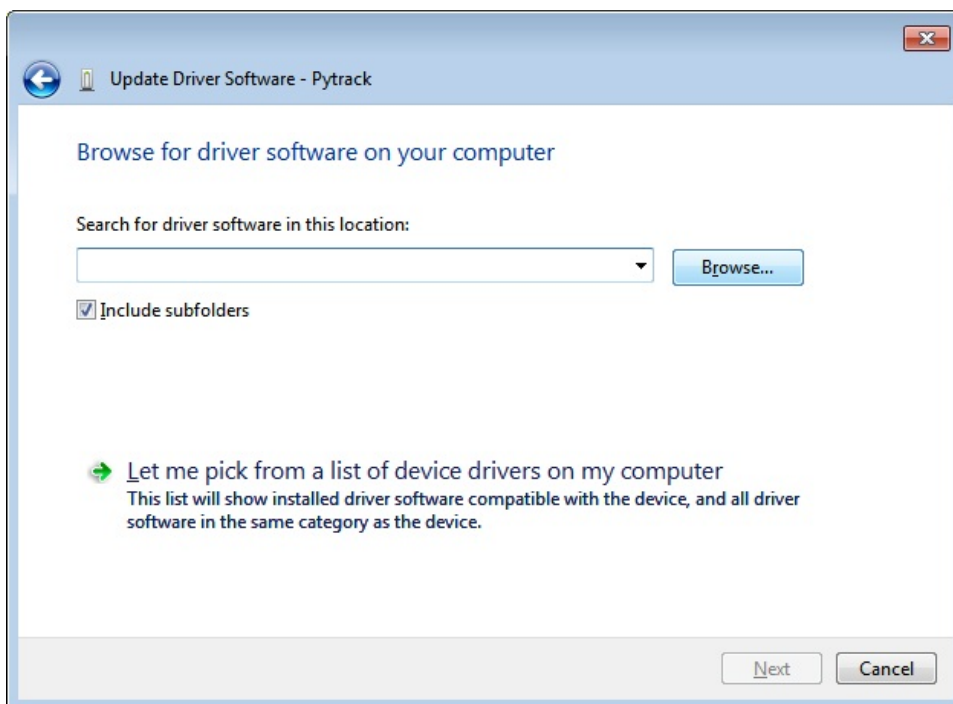 Update Driver Software - Pytrack
Browse for driver software on your computer
Search for driver software in this location:
Browse...
Include subfolders
Let me pick from a list of device drivers on my computer
This list will show installed driver software compatible with the device, and all driver
software in the same category as the device.
Next
Cancel